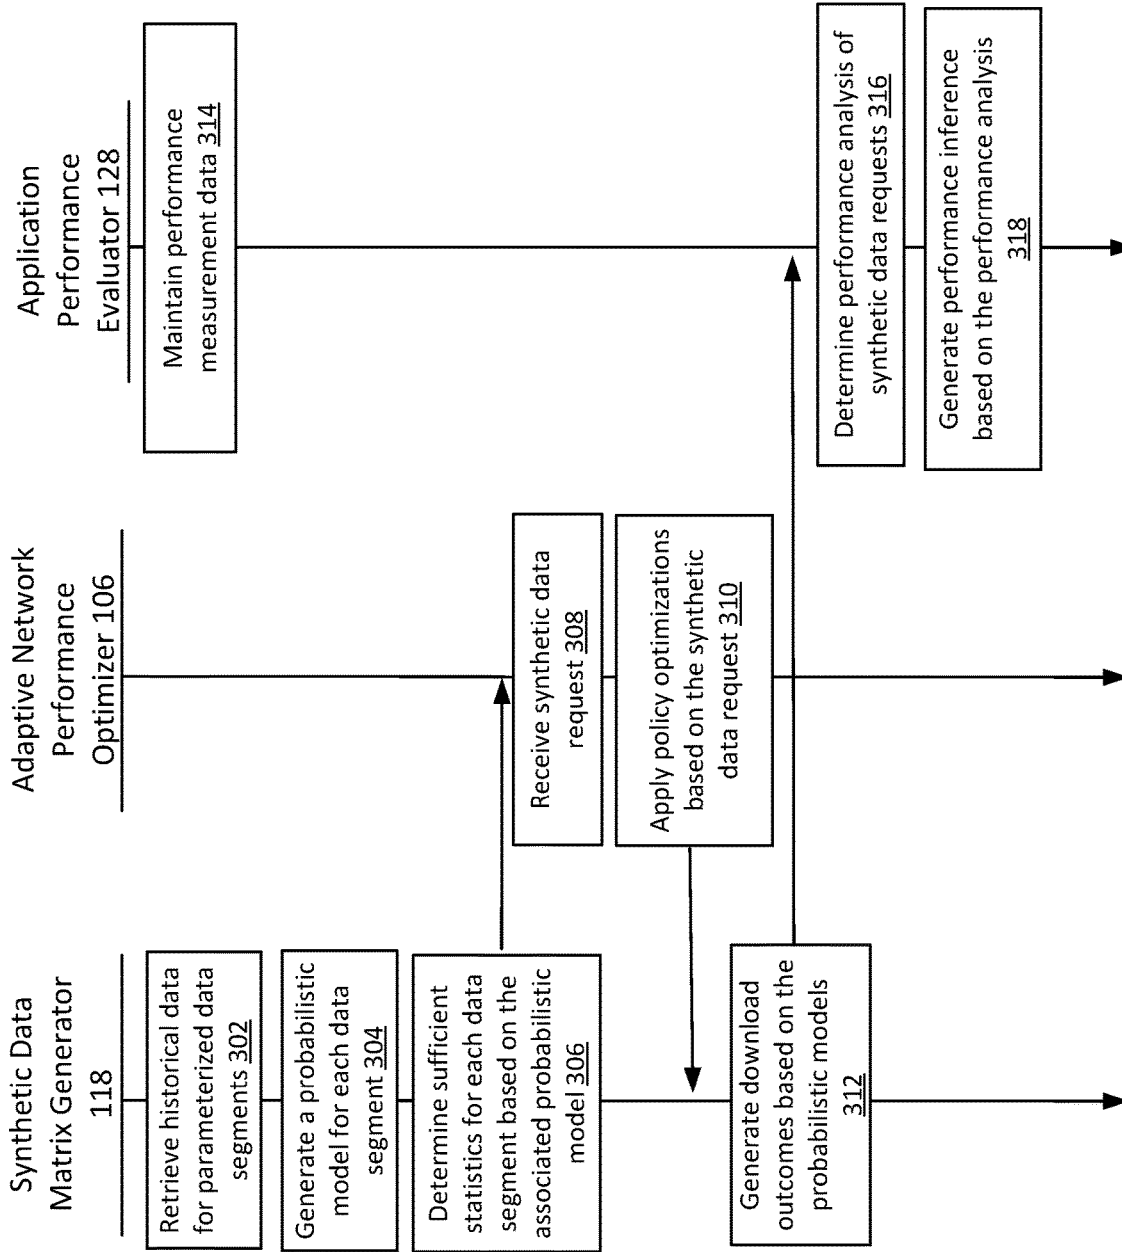 Synthetic Data
Matrix Generator
118
Retrieve historical data
for parameterized data
segments 302
Generate a probabilistic
model for each data
segment 304
Determine sufficient
statistics for each data
segment based on the
associated probabilistic
model 306
Generate download
outcomes based on the
probabilistic models
312
Adaptive Network
Performance
Optimizer 106
Receive synthetic data
request 308
Apply policy optimizations
based on the synthetic
data request 310
Application
Performance
Evaluator 128
Maintain performance
measurement data 314
Determine performance analysis of
synthetic data requests 316
Generate performance inference
based on the performance analysis
318